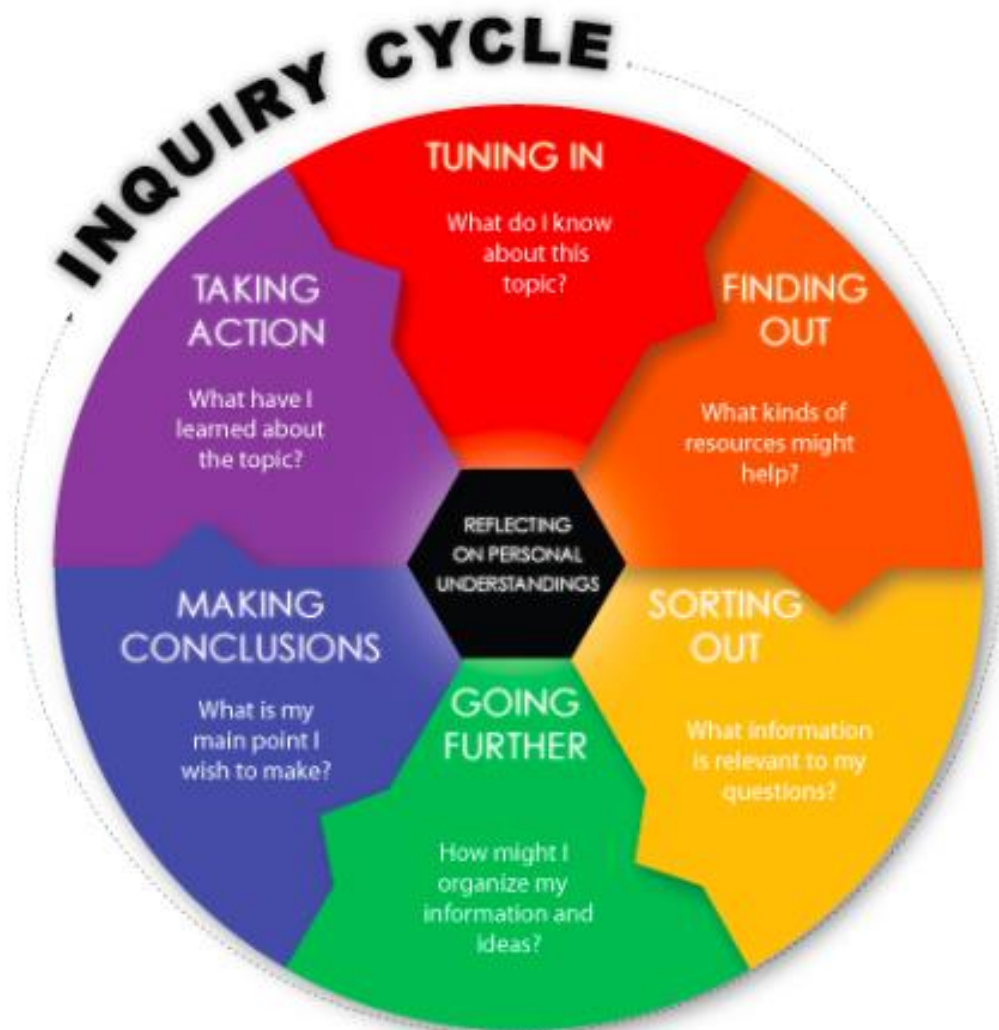 INQUIRY CYCLE
TUNING IN
What do I know
about this
topic?
FINDING
OUT
What kinds of
resources might
help?
SORTING
OUT
What information
is relevant to my
questions?
GOING
FURTHER
How might I
organize my
information and
ideas?
MAKING
CONCLUSIONS
What is my
main point I
wish to make?
TAKING
ACTION
What have I
learned about
the topic?
REFLECTING
ON PERSONAL
UNDERSTANDINGS